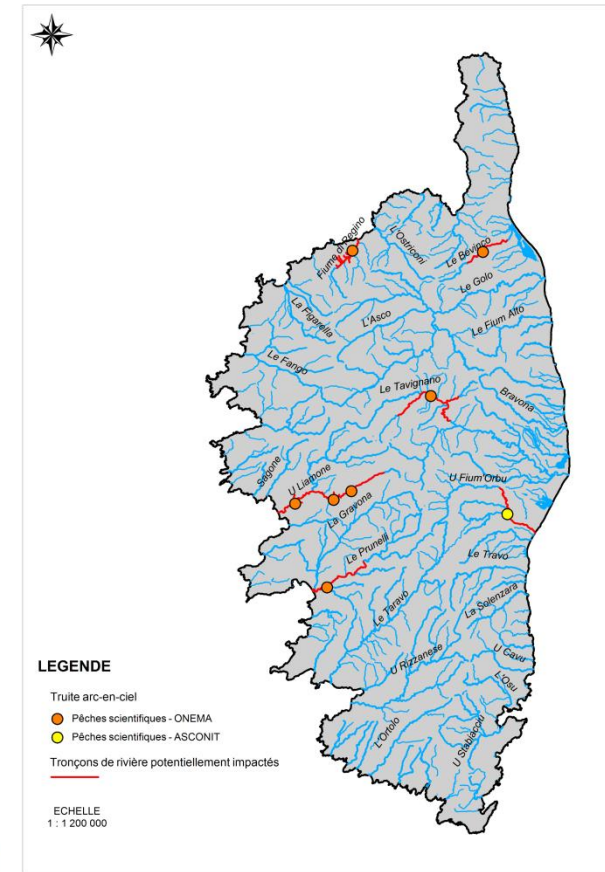 Fiume di Regino
L'Ostriconi
Le Bevinco
Le Golo
La Figarella
L'Asco
Le Fium Alto
Le Fango
Le Tavignano
Bravona
Sagone
U Liamone
U Fium'Orbu
La Gravona
Le Prunelli
Le Travo
Le Taravo
La Solenzara
U Rizzanese
U Gavu
L'Osu
L'Ortolo
U Stabiacciu
LEGENDE
Truite arc-en-ciel
Pêches scientifiques - ONEMA
Pêches scientifiques - ASCONIT
Tronçons de rivière potentiellement impactés
ECHELLE
1 : 1 200 000